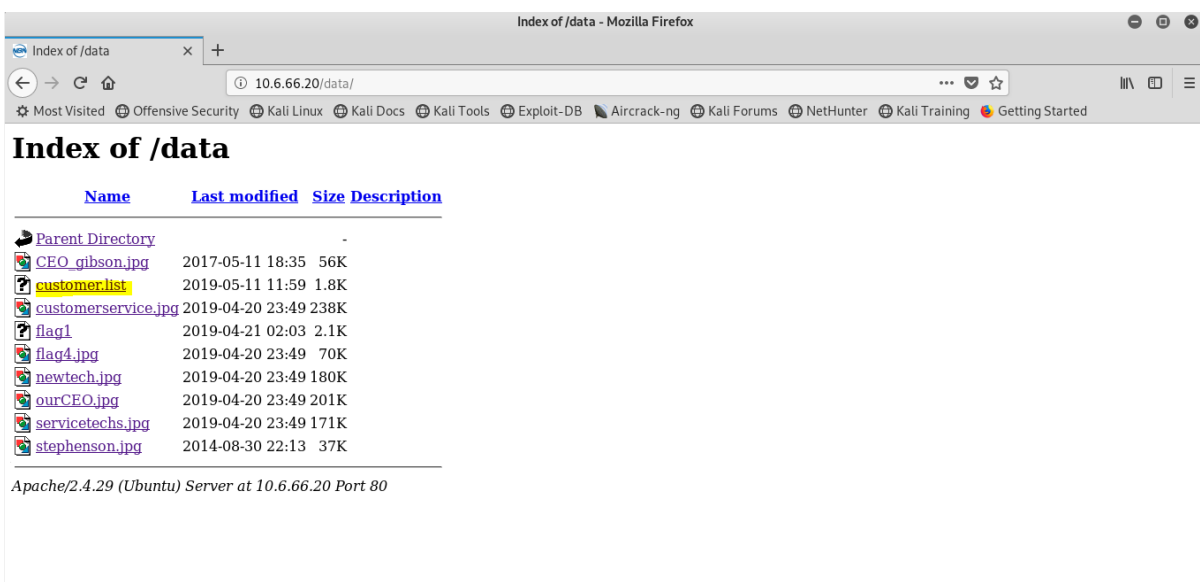 Index of /data - Mozilla Firefox
Index of /data
10.6.66.20/data/
Most Visited Offensive Security Kali Linux Kali Docs Kali Tools Exploit-DB Aircrack-ng Kali Forums NetHunter Kali Training Getting Started
Index of /data
Name Last modified Size Description
Parent Directory -
CEO_gibson.jpg 2017-05-11 18:35 56K
customer.list 2019-05-11 11:59 1.8K
customerservice.jpg 2019-04-20 23:49 238K
flag1 2019-04-21 02:03 2.1K
flag4.jpg 2019-04-20 23:49 70K
newtech.jpg 2019-04-20 23:49 180K
ourCEO.jpg 2019-04-20 23:49 201K
servicetechs.jpg 2019-04-20 23:49 171K
stephenson.jpg 2014-08-30 22:13 37K
Apache/2.4.29 (Ubuntu) Server at 10.6.66.20 Port 80